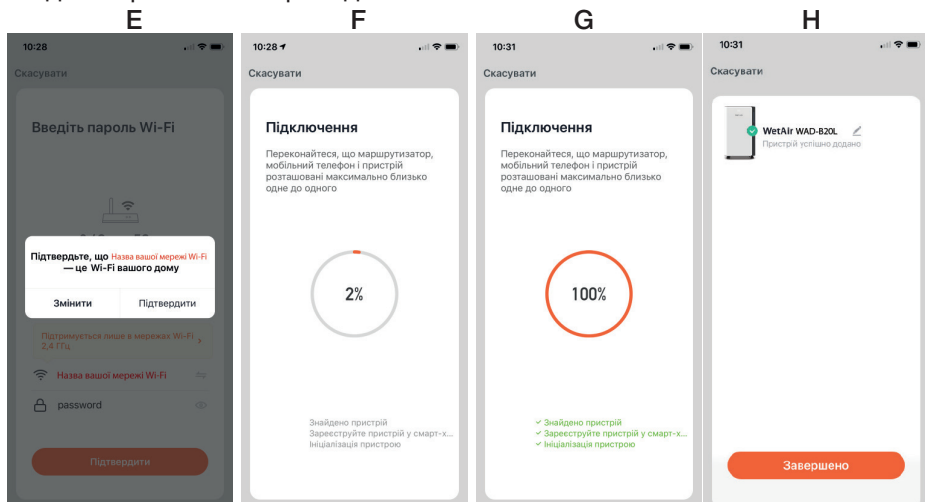 E
10:28
Скасувати
Введіть пароль Wi-Fi
Підтвердьте, що Назва вашої мережі Wi-Fi
— це Wi-Fi вашого дому
Змінити Підтвердити
Підтримується лише в мережах Wi-Fi
2,4 ГГц
Назва вашої мережі Wi-Fi
password
Підтвердити
F
10:28
Скасувати
Підключення
Переконайтеся, що маршрутизатор,
мобільний телефон і пристрій
розташовані максимально близько
одне до одного
2%
Знайдено пристрій
Зареєструйте пристрій у смарт-х...
Ініціалізація пристрою
G
10:31
Скасувати
Підключення
Переконайтеся, що маршрутизатор,
мобільний телефон і пристрій
розташовані максимально близько
одне до одного
100%
Знайдено пристрій
Зареєструйте пристрій у смарт-х...
Ініціалізація пристрою
H
10:31
Скасувати
WetAir WAD-B20L
Пристрій успішно додано
Завершено